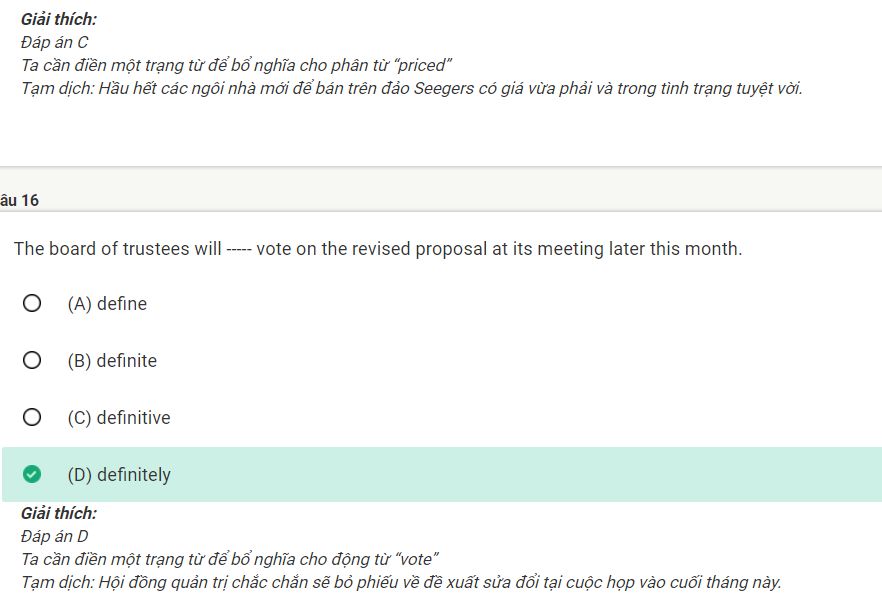 Giải thích:
Đáp án C
Ta cần điền một trạng từ để bổ nghĩa cho phân từ “priced”
Tạm dịch: Hầu hết các ngôi nhà mới để bán trên đảo Seegers có giá vừa phải và trong tình trạng tuyệt vời.
âu 16
The board of trustees will ----- vote on the revised proposal at its meeting later this month.
(A) define
(B) definite
(C) definitive
(D) definitely
Giải thích:
Đáp án D
Ta cần điền một trạng từ để bổ nghĩa cho động từ “vote”
Tạm dịch: Hội đồng quản trị chắc chắn sẽ bỏ phiếu về đề xuất sửa đổi tại cuộc họp vào cuối tháng này.